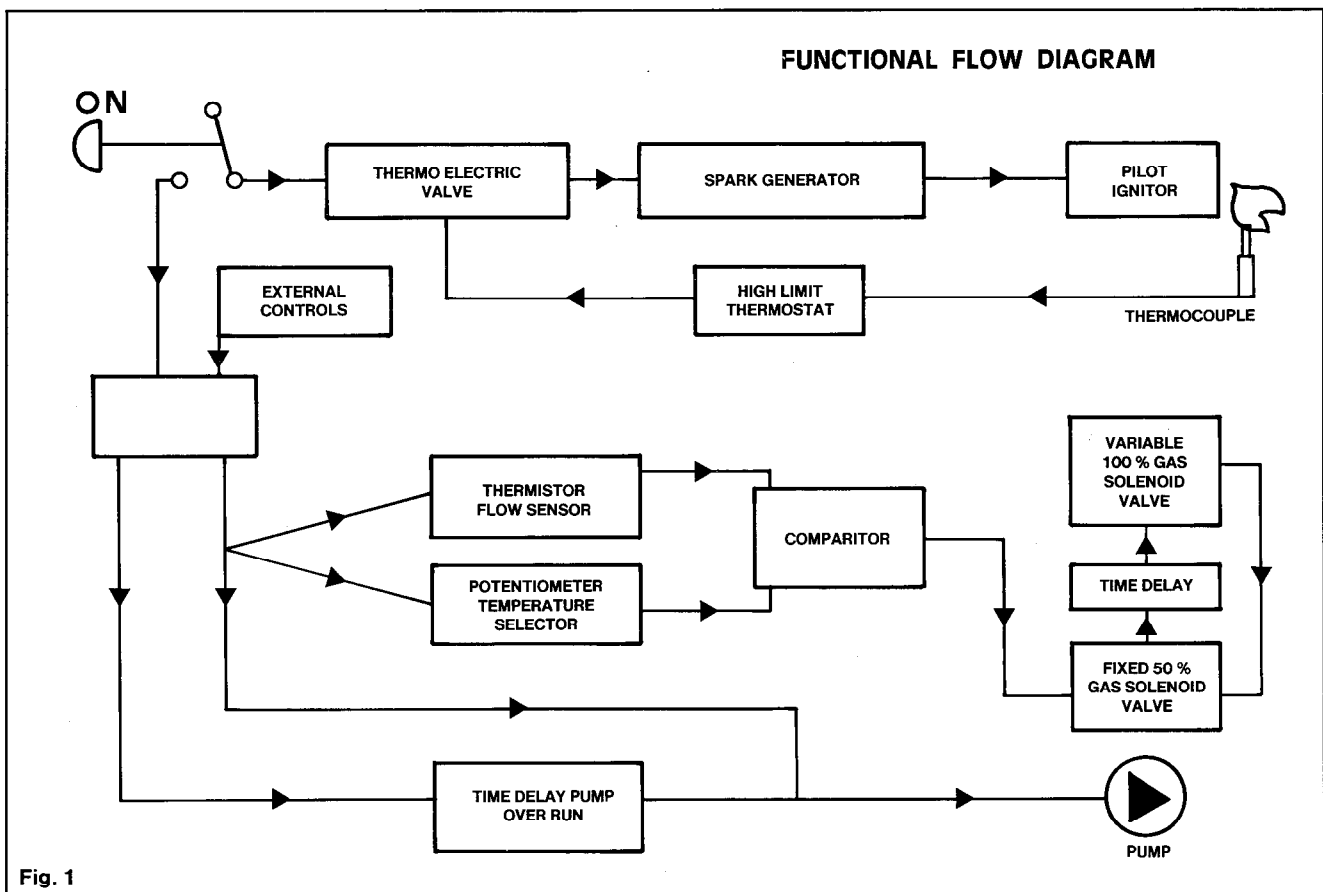 FUNCTIONAL FLOW DIAGRAM
ON
THERMO ELECTRIC
VALVE
SPARK GENERATOR
PILOT
IGNITOR
EXTERNAL
CONTROLS
HIGH LIMIT
THERMOSTAT
THERMOCOUPLE
THERMISTOR
FLOW SENSOR
COMPARITOR
VARIABLE
100 % GAS
SOLENOID
VALVE
POTENTIOMETER
TEMPERATURE
SELECTOR
TIME DELAY
FIXED 50 %
GAS SOLENOID
VALVE
TIME DELAY PUMP
OVER RUN
PUMP
Fig. 1